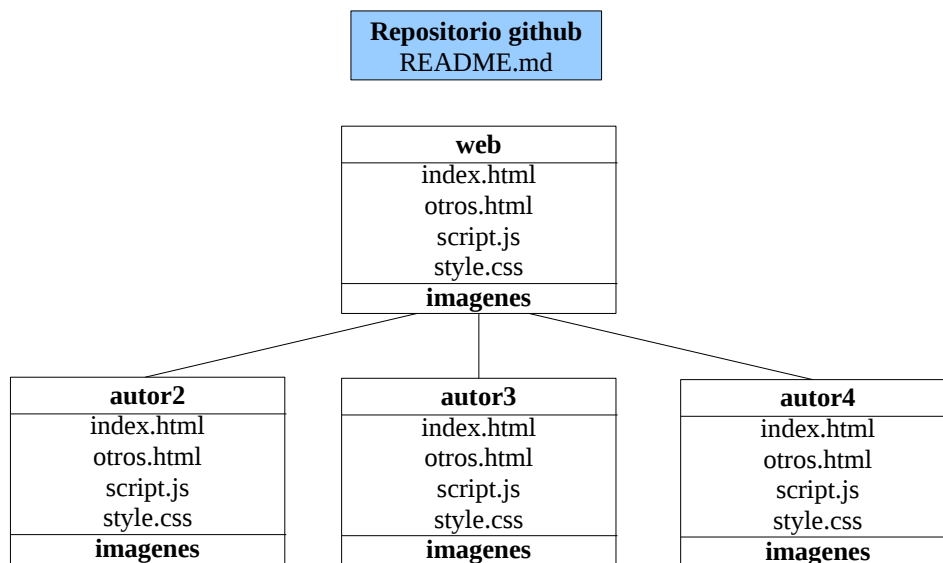 Repositorio github
README.md
web
index.html
otros.html
script.js
style.css
imagenes
autor2
index.html
otros.html
script.js
style.css
imagenes
autor3
index.html
otros.html
script.js
style.css
imagenes
autor4
index.html
otros.html
script.js
style.css
imagenes